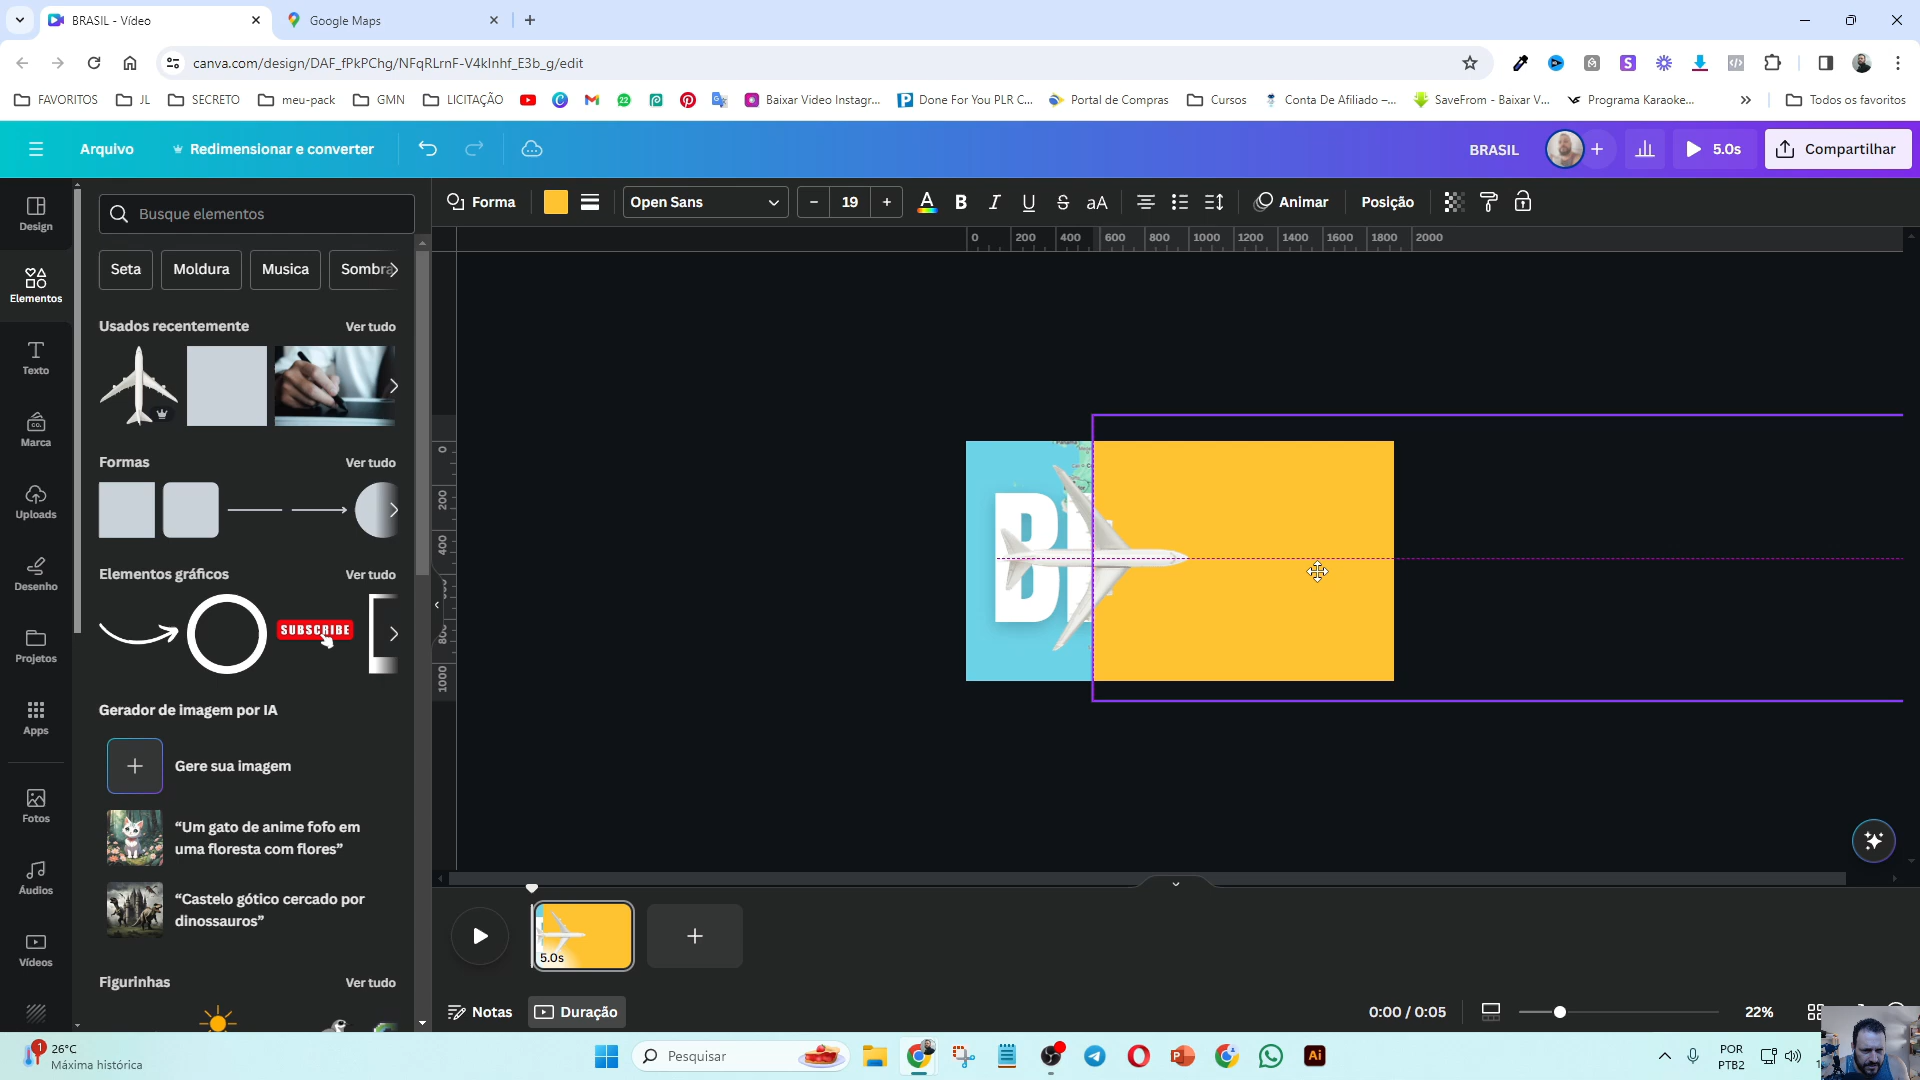 BRASIL - Vídeo
Google Maps
canva.com/design/DAF_fPkPChg/NFqRLrnF-V4kInhf_E3b_g/edit
FAVORITOS
JL
SECRETO
meu-pack
GMN
LICITAÇÃO
Baixar Video Instagr...
Done For You PLR C...
Portal de Compras
Cursos
Conta De Afiliado –...
SaveFrom - Baixar V...
Programa Karaoke...
Todos os favoritos
Arquivo
Redimensionar e converter
BRASIL
5.0s
Compartilhar
Design
Elementos
Texto
Marca
Uploads
Desenho
Projetos
Apps
Fotos
Áudios
Vídeos
Busque elementos
Seta
Moldura
Musica
Sombra
Usados recentemente
Ver tudo
Formas
Ver tudo
Elementos gráficos
Ver tudo
SUBSCRIBE
Gerador de imagem por IA
Gere sua imagem
“Um gato de anime fofo em
uma floresta com flores”
“Castelo gótico cercado por
dinossauros”
Figurinhas
Ver tudo
Forma
Open Sans
19
B
I
U
S
aA
Animar
Posição
0 200 400 600 800 1000 1200 1400 1600 1800 2000
0
200
400
1000
5.0s
Notas
Duração
0:00 / 0:05
22%
1
26°C
Máxima histórica
Pesquisar
Ai
POR
PTB2